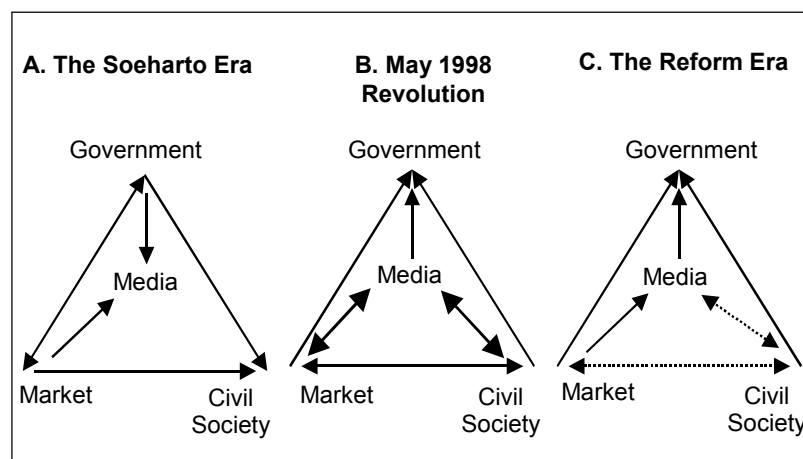 A. The Soeharto Era
Government
Media
Market
Civil
Society
B. May 1998
Revolution
Government
Media
Market
Civil
Society
C. The Reform Era
Government
Media
Market
Civil
Society